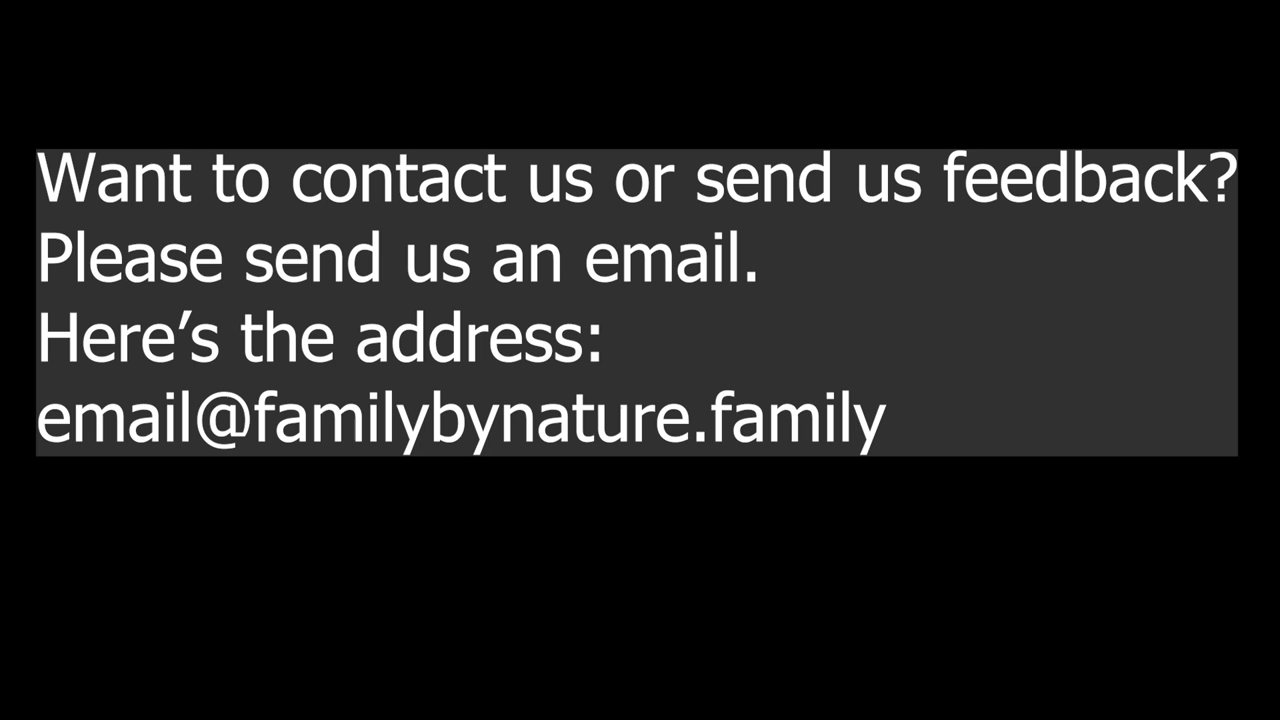 Want to contact us or send us feedback?
Please send us an email.
Here’s the address:
email@familybynature.family